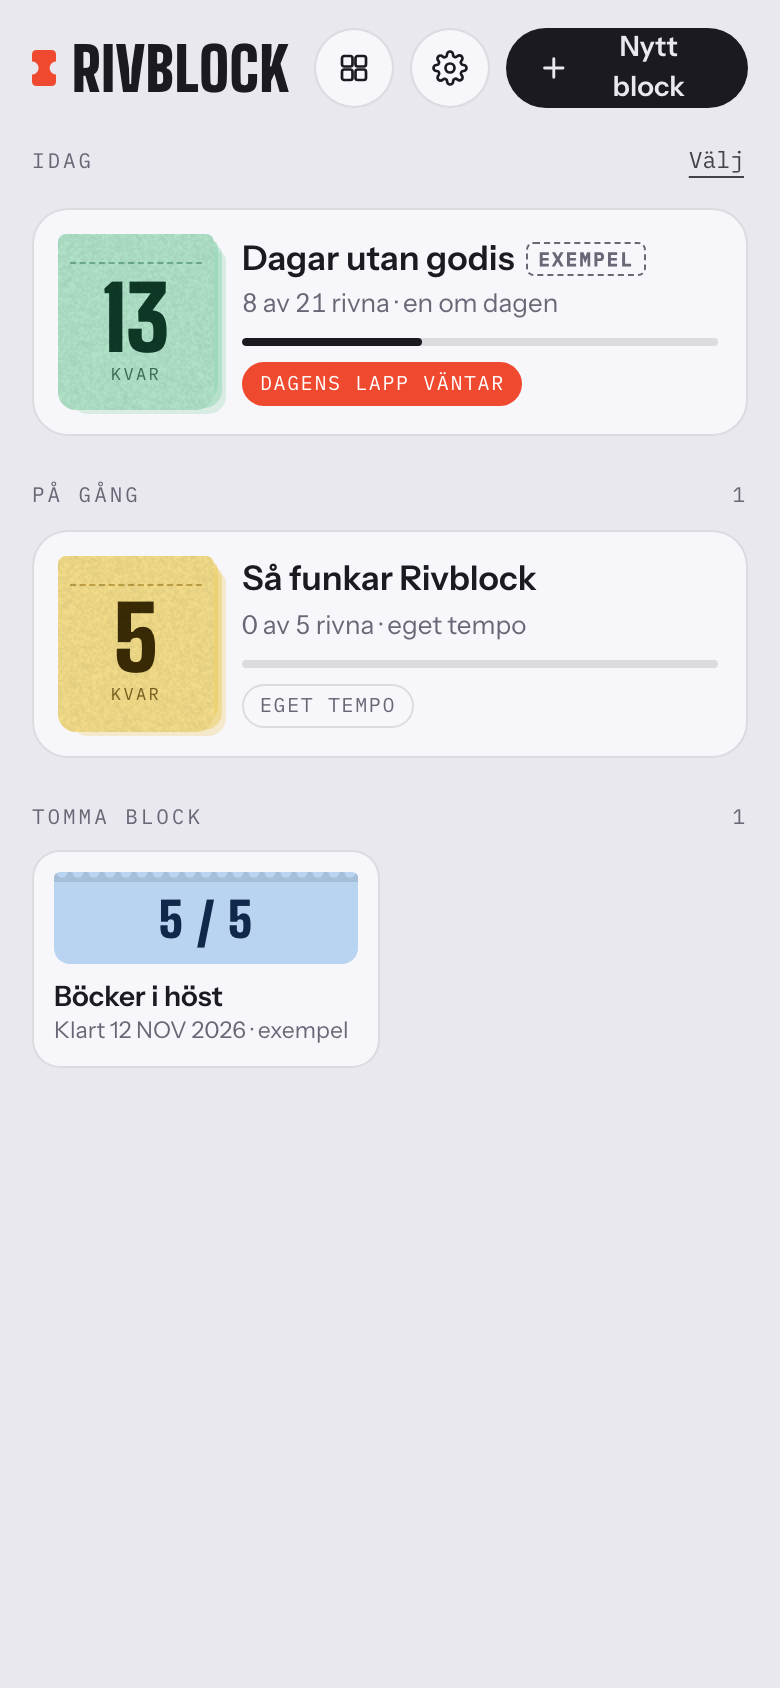 RIVBLOCK
Nytt
block
IDAG
Välj
13
KVAR
Dagar utan godis
EXEMPEL
8 av 21 rivna · en om dagen
DAGENS LAPP VÄNTAR
PÅ GÅNG
1
5
KVAR
Så funkar Rivblock
0 av 5 rivna · eget tempo
EGET TEMPO
TOMMA BLOCK
1
5 / 5
Böcker i höst
Klart 12 NOV 2026 · exempel